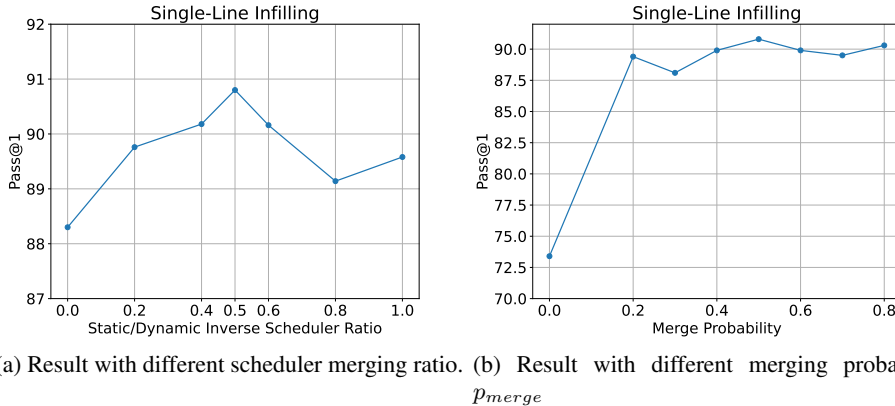 Single-Line Infilling
92
91
90
89
88
87
Pass@1
0.0 0.2 0.4 0.5 0.6 0.8 1.0
Static/Dynamic Inverse Scheduler Ratio
a) Result with different scheduler merging ratio.
Single-Line Infilling
90.0
87.5
85.0
82.5
80.0
77.5
75.0
72.5
70.0
Pass@1
0.0 0.2 0.4 0.6 0.8
Merge Probability
(b) Result with different merging proba
p_merge